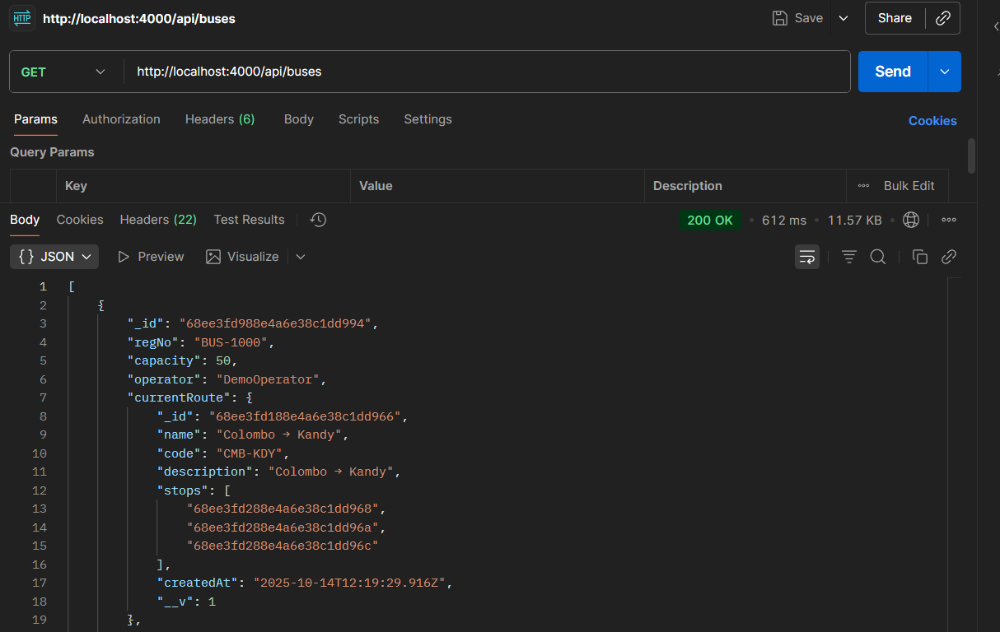 HTTP http://localhost:4000/api/buses Save Share
GET http://localhost:4000/api/buses Send
Params Authorization Headers (6) Body Scripts Settings Cookies
Query Params
Key Value Description Bulk Edit
Body Cookies Headers (22) Test Results 200 OK 612 ms 11.57 KB
{} JSON Preview Visualize
1 [
2 {
3 "_id": "68ee3fd988e4a6e38c1dd994",
4 "regNo": "BUS-1000",
5 "capacity": 50,
6 "operator": "DemoOperator",
7 "currentRoute": {
8 "_id": "68ee3fd188e4a6e38c1dd966",
9 "name": "Colombo → Kandy",
10 "code": "CMB-KDY",
11 "description": "Colombo → Kandy",
12 "stops": [
13 "68ee3fd288e4a6e38c1dd968",
14 "68ee3fd288e4a6e38c1dd96a",
15 "68ee3fd288e4a6e38c1dd96c"
16 ],
17 "createdAt": "2025-10-14T12:19:29.916Z",
18 "__v": 1
19 },